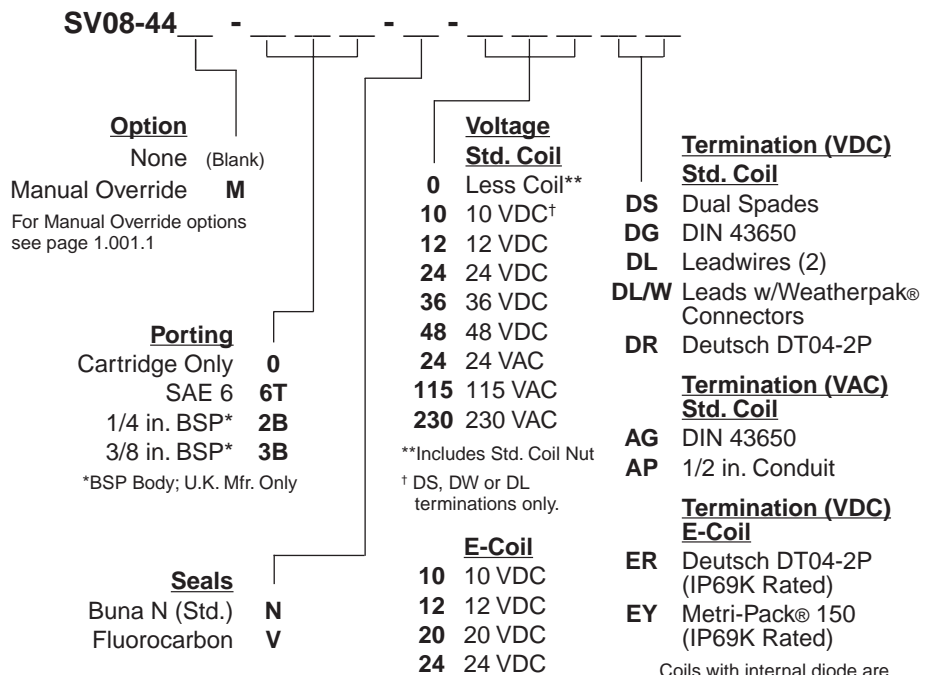 SV08-44__ - __ __ __ - __ - __ __ __ __ __
Option
None (Blank)
Manual Override M
For Manual Override options
see page 1.001.1
Porting
Cartridge Only 0
SAE 6 6T
1/4 in. BSP* 2B
3/8 in. BSP* 3B
*BSP Body; U.K. Mfr. Only
Seals
Buna N (Std.) N
Fluorocarbon V
Voltage
Std. Coil
0 Less Coil**
10 10 VDC†
12 12 VDC
24 24 VDC
36 36 VDC
48 48 VDC
24 24 VAC
115 115 VAC
230 230 VAC
**Includes Std. Coil Nut
† DS, DW or DL
terminations only.
E-Coil
10 10 VDC
12 12 VDC
20 20 VDC
24 24 VDC
Termination (VDC)
Std. Coil
DS Dual Spades
DG DIN 43650
DL Leadwires (2)
DL/W Leads w/Weatherpak®
Connectors
DR Deutsch DT04-2P
Termination (VAC)
Std. Coil
AG DIN 43650
AP 1/2 in. Conduit
Termination (VDC)
E-Coil
ER Deutsch DT04-2P
(IP69K Rated)
EY Metri-Pack® 150
(IP69K Rated)
Coils with internal diode are